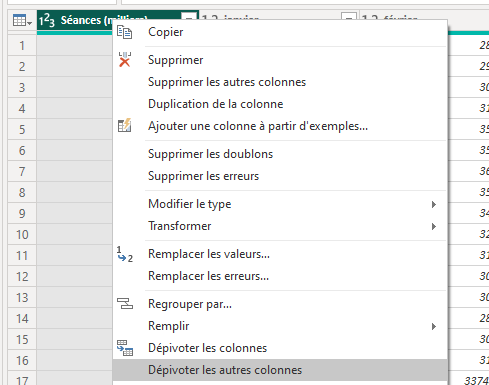 1²3 Séances (milliers) 1.2 janvier 1.2 février
Copier
Supprimer
Supprimer les autres colonnes
Duplication de la colonne
Ajouter une colonne à partir d'exemples...
Supprimer les doublons
Supprimer les erreurs
Modifier le type
Transformer
Remplacer les valeurs...
Remplacer les erreurs...
Regrouper par...
Remplir
Dépivoter les colonnes
Dépivoter les autres colonnes
1 28
2 29
3 30
4 31
5 35
6 35
7 36
8 35
9 34
10 32
11 31
12 30
13 30
14 28
15 30
16 31
17 3374